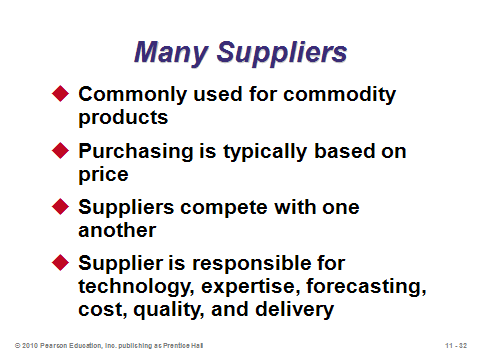 Many Suppliers
Commonly used for commodity
products
Purchasing is typically based on
price
Suppliers compete with one
another
Supplier is responsible for
technology, expertise, forecasting,
cost, quality, and delivery
© 2010 Pearson Education, Inc. publishing as Prentice Hall
11 - 32